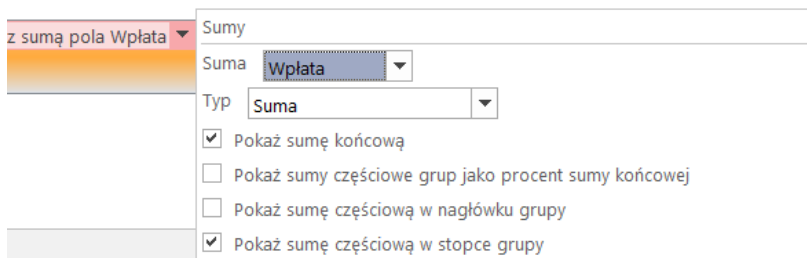 z sumą pola Wpłata
Sumy
Suma Wpłata
Typ Suma
Pokaż sumę końcową
Pokaż sumy częściowe grup jako procent sumy końcowej
Pokaż sumę częściową w nagłówku grupy
Pokaż sumę częściową w stopce grupy